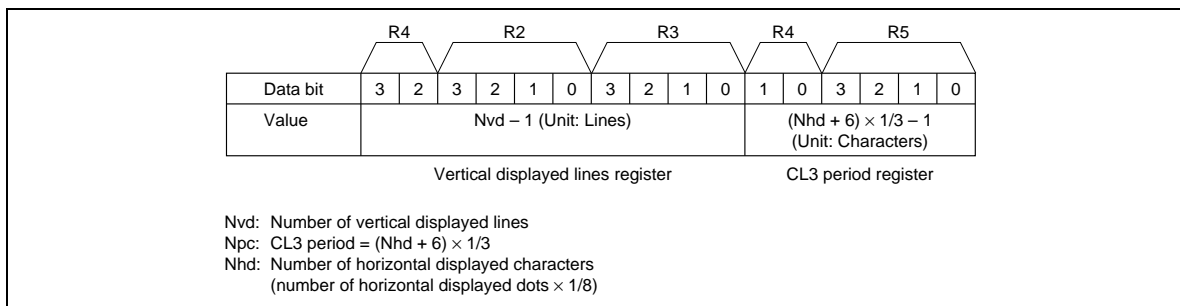 R4 R2 R3 R4 R5
Data bit 3 2 3 2 1 0 3 2 1 0 1 0 3 2 1 0
Value Nvd – 1 (Unit: Lines) (Nhd + 6) × 1/3 – 1
(Unit: Characters)
Vertical displayed lines register CL3 period register
Nvd: Number of vertical displayed lines
Npc: CL3 period = (Nhd + 6) × 1/3
Nhd: Number of horizontal displayed characters
(number of horizontal displayed dots × 1/8)